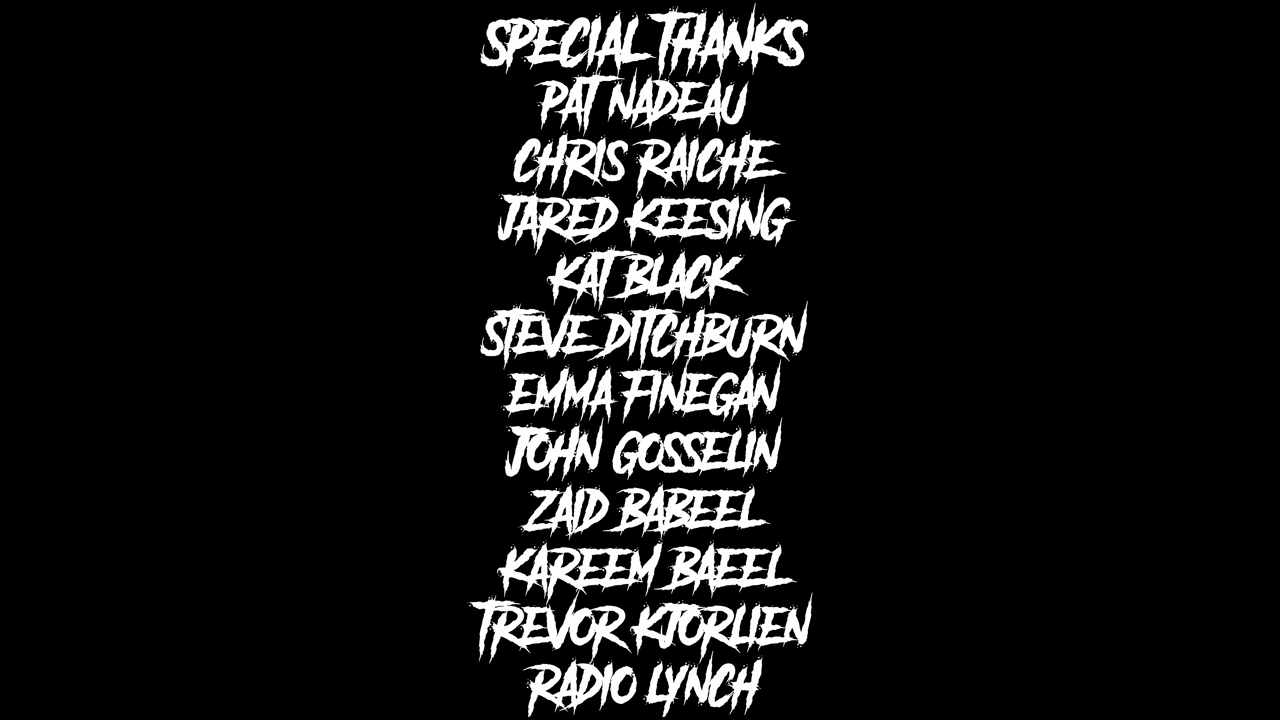 SPECIAL THANKS
PAT NADEAU
CHRIS RAICHE
JARED KEESING
KAT BLACK
STEVE DITCHBURN
EMMA FINEGAN
JOHN GOSSELIN
ZAID BABEEL
KAREEM BAEEL
TREVOR KJORLIEN
RADIO LYNCH